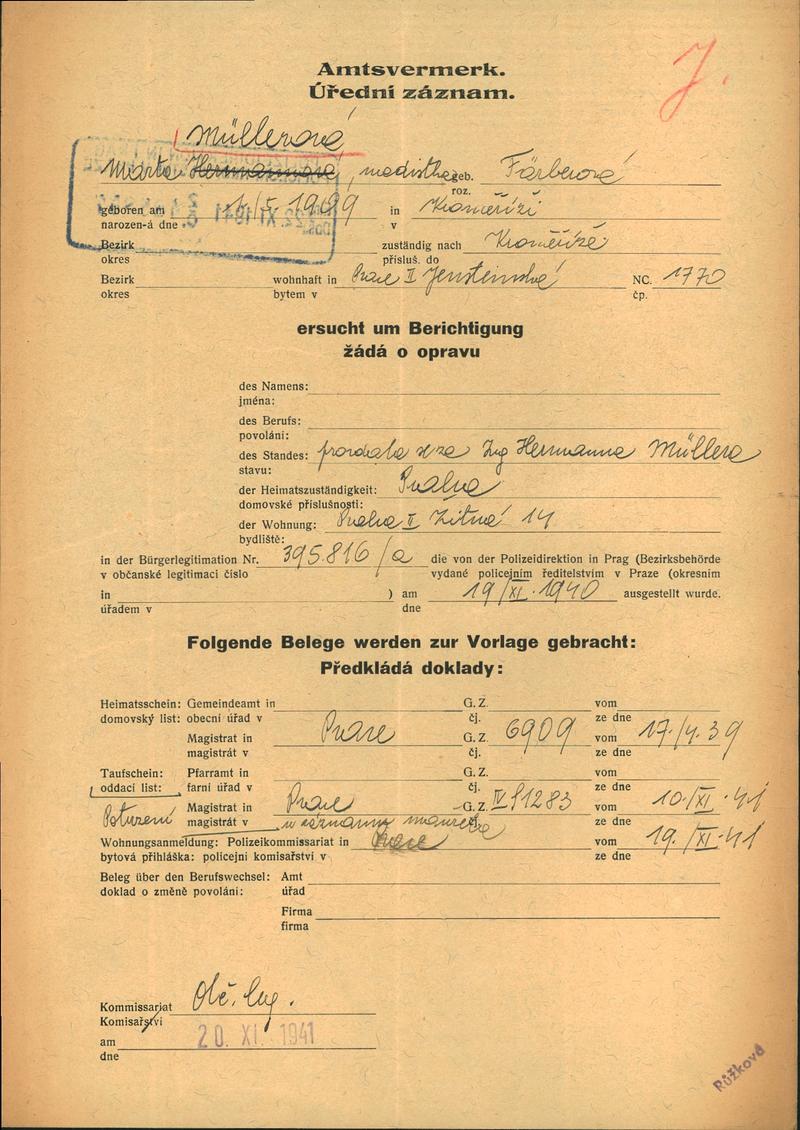 Amtsvermerk.
Úřední záznam.
J.
Müllerová
Marta Hermannová, modistka geb. Färberová
roz.
geboren am 1/5. 1909 in Kroměříži
narozen-á dne v
Bezirk zuständig nach Kroměříže
okres přísluš. do
Bezirk wohnhaft in Praze II Jenštejnská NC. 1770
okres bytem v čp.
ersucht um Berichtigung
žádá o opravu
des Namens:
jména:
des Berufs:
povolání:
des Standes: provdala se za Ing Hermanna Müllera
stavu:
der Heimatszuständigkeit: Praha
domovské příslušnosti:
der Wohnung: Praha II Žitná 14
bydliště:
in der Bürgerlegitimation Nr. 395.816/a die von der Polizeidirektion in Prag (Bezirksbehörde
v občanské legitimaci číslo vydané policejním ředitelstvím v Praze (okresním
in ) am 19/XI. 1940 ausgestellt wurde.
úřadem v dne
Folgende Belege werden zur Vorlage gebracht:
Předkládá doklady:
Heimatsschein: Gemeindeamt in G. Z. vom
domovský list: obecní úřad v čj. ze dne
Magistrat in Praze G. Z. 6909 vom 17./4. 39
magistrát v čj. ze dne
Taufschein: Pfarramt in G. Z. vom
oddací list: farní úřad v čj. ze dne
Potvrzení Magistrat in Praze G. Z. IV 91283 vom 10./XI. 41
magistrát v o záznamu čj. ze dne
Wohnungsanmeldung: Polizeikommissariat in Praze vom 19./XI. 41
bytová přihláška: policejní komisařství v ze dne
Beleg über den Berufswechsel: Amt
doklad o změně povolání: úřad
Firma
firma
Kommissariat Obč. leg.
Komisařství
am 20. XI. 1941
dne
Růžková